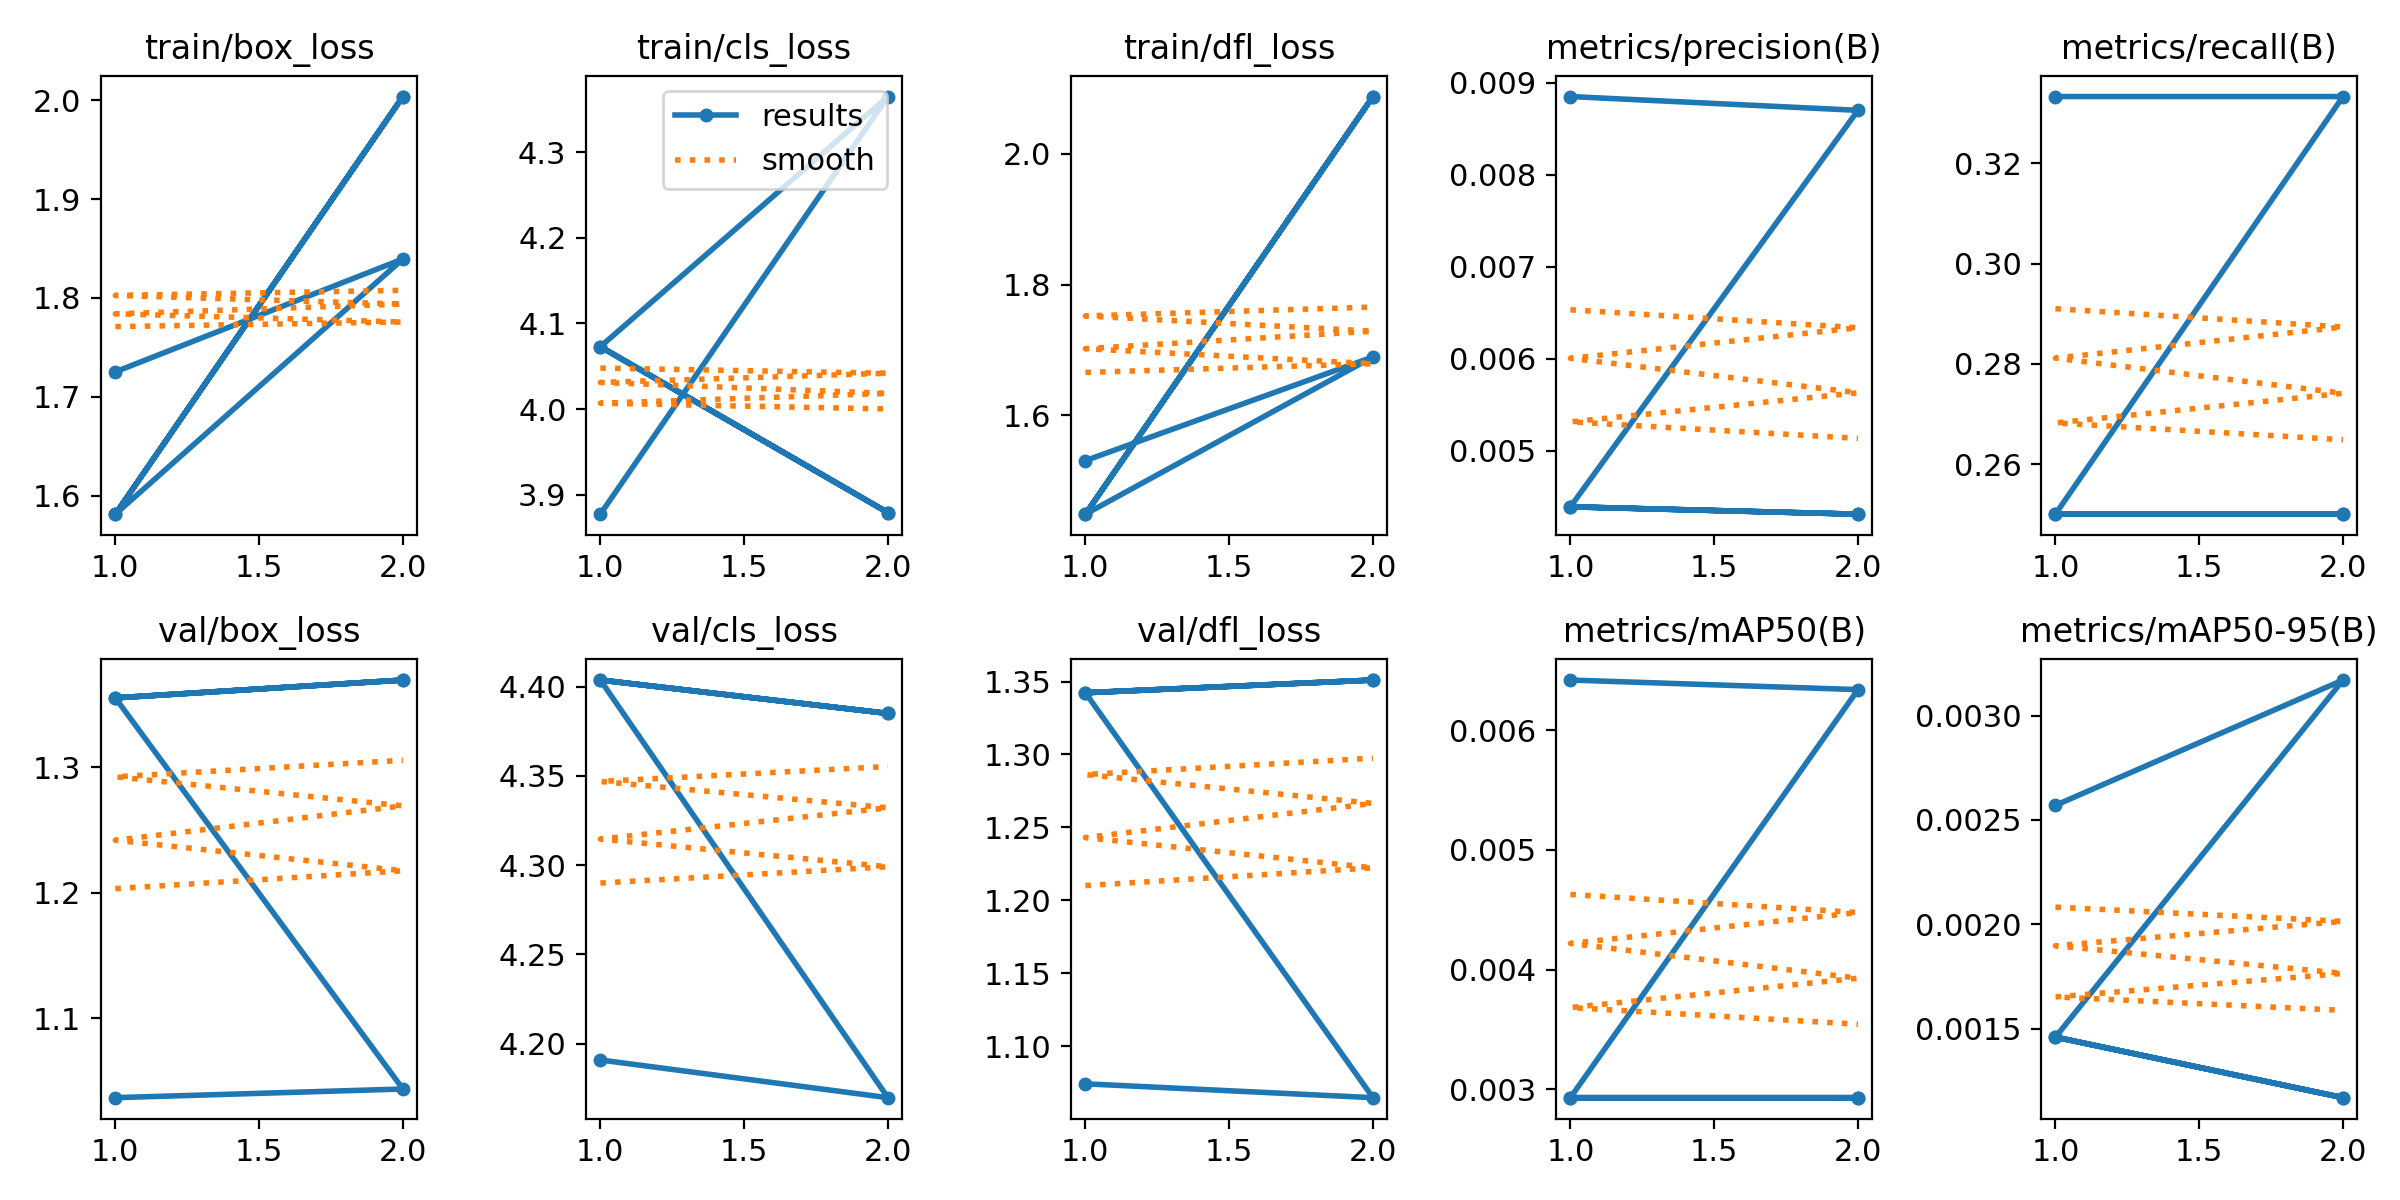 train/box_loss
2.0
1.9
1.8
1.7
1.6
1.0 1.5 2.0
train/cls_loss
results
smooth
4.3
4.2
4.1
4.0
3.9
1.0 1.5 2.0
train/dfl_loss
2.0
1.8
1.6
1.0 1.5 2.0
metrics/precision(B)
0.009
0.008
0.007
0.006
0.005
1.0 1.5 2.0
metrics/recall(B)
0.32
0.30
0.28
0.26
1.0 1.5 2.0
val/box_loss
1.3
1.2
1.1
1.0 1.5 2.0
val/cls_loss
4.40
4.35
4.30
4.25
4.20
1.0 1.5 2.0
val/dfl_loss
1.35
1.30
1.25
1.20
1.15
1.10
1.0 1.5 2.0
metrics/mAP50(B)
0.006
0.005
0.004
0.003
1.0 1.5 2.0
metrics/mAP50-95(B)
0.0030
0.0025
0.0020
0.0015
1.0 1.5 2.0